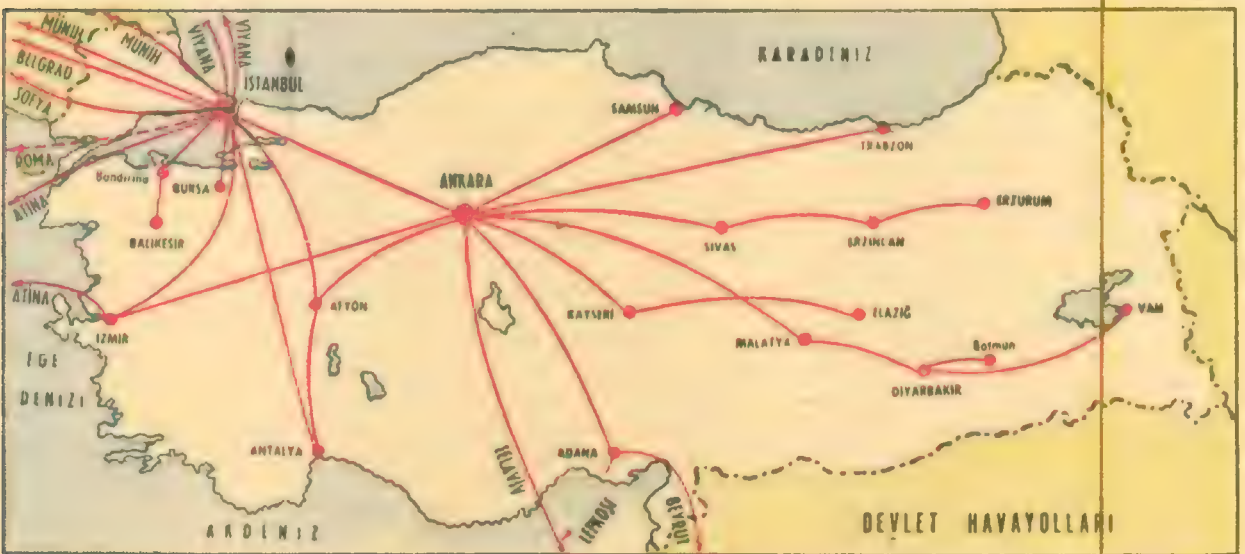 MÜNİH
MÜNİH
VİYANA
VİYANA
BELGRAD
SOFYA
ROMA
ATİNA
İSTANBUL
KARADENİZ
SAMSUN
TRABZON
Bandırma
BURSA
BALIKESİR
ANKARA
SIVAS
ERZİNCAN
ERZURUM
ATİNA
İZMİR
AFYON
KAYSERİ
ELAZIĞ
VAN
MALATYA
Batman
DİYARBAKIR
EGE
DENİZİ
ANTALYA
ADANA
LEFKOŞE
BEYRUT
AKDENİZ
DEVLET HAVAYOLLARI